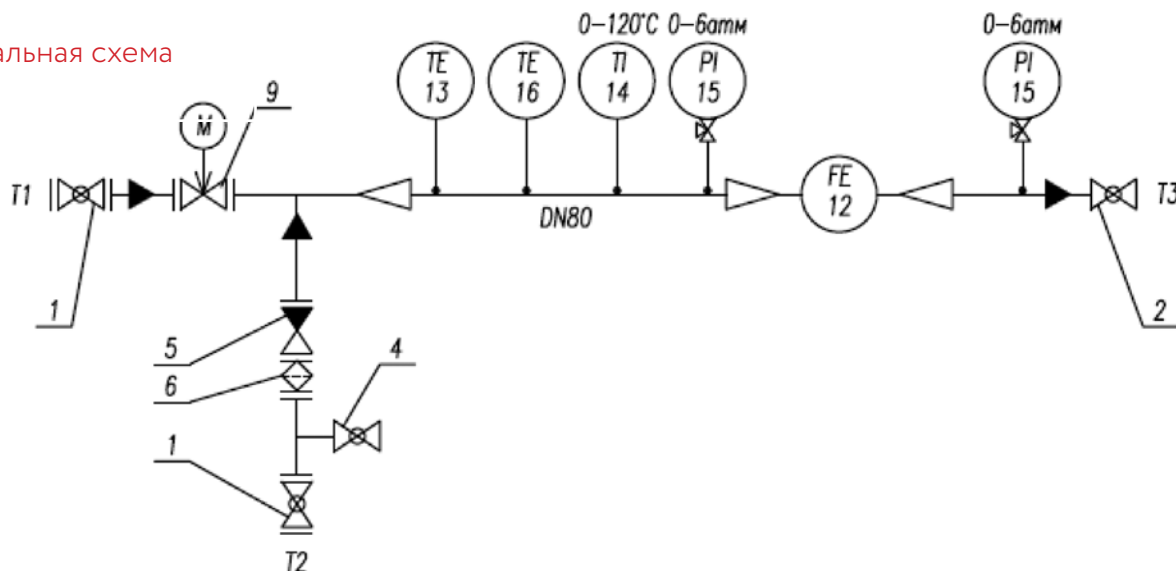 0–120°C 0–6атм 0–6атм
альная схема
TE 13
TE 16
TI 14
PI 15
PI 15
9
M
T1
FE 12
T3
DN80
1
2
5
4
6
1
T2